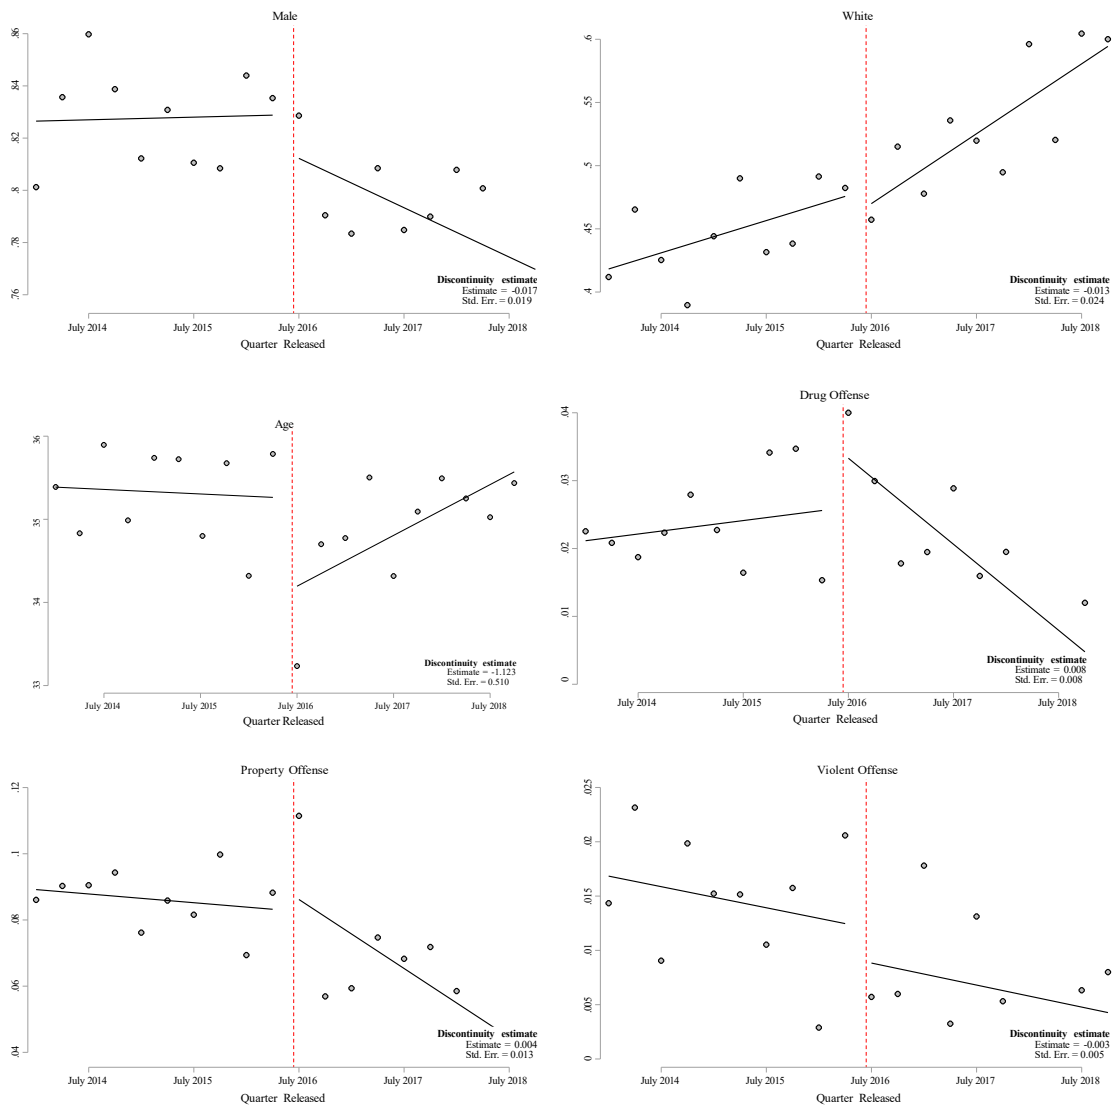 Male
.86
.84
.82
.8
.78
.76
Discontinuity estimate
Estimate = -0.017
Std. Err. = 0.019
July 2014 July 2015 July 2016 July 2017 July 2018
Quarter Released
White
.6
.55
.5
.45
.4
Discontinuity estimate
Estimate = -0.013
Std. Err. = 0.024
July 2014 July 2015 July 2016 July 2017 July 2018
Quarter Released
Age
36
35
34
33
Discontinuity estimate
Estimate = -1.123
Std. Err. = 0.510
July 2014 July 2015 July 2016 July 2017 July 2018
Quarter Released
Drug Offense
.04
.03
.02
.01
0
Discontinuity estimate
Estimate = 0.008
Std. Err. = 0.008
July 2014 July 2015 July 2016 July 2017 July 2018
Quarter Released
Property Offense
.12
.1
.08
.06
.04
Discontinuity estimate
Estimate = 0.004
Std. Err. = 0.013
July 2014 July 2015 July 2016 July 2017 July 2018
Quarter Released
Violent Offense
.025
.02
.015
.01
.005
0
Discontinuity estimate
Estimate = -0.003
Std. Err. = 0.005
July 2014 July 2015 July 2016 July 2017 July 2018
Quarter Released